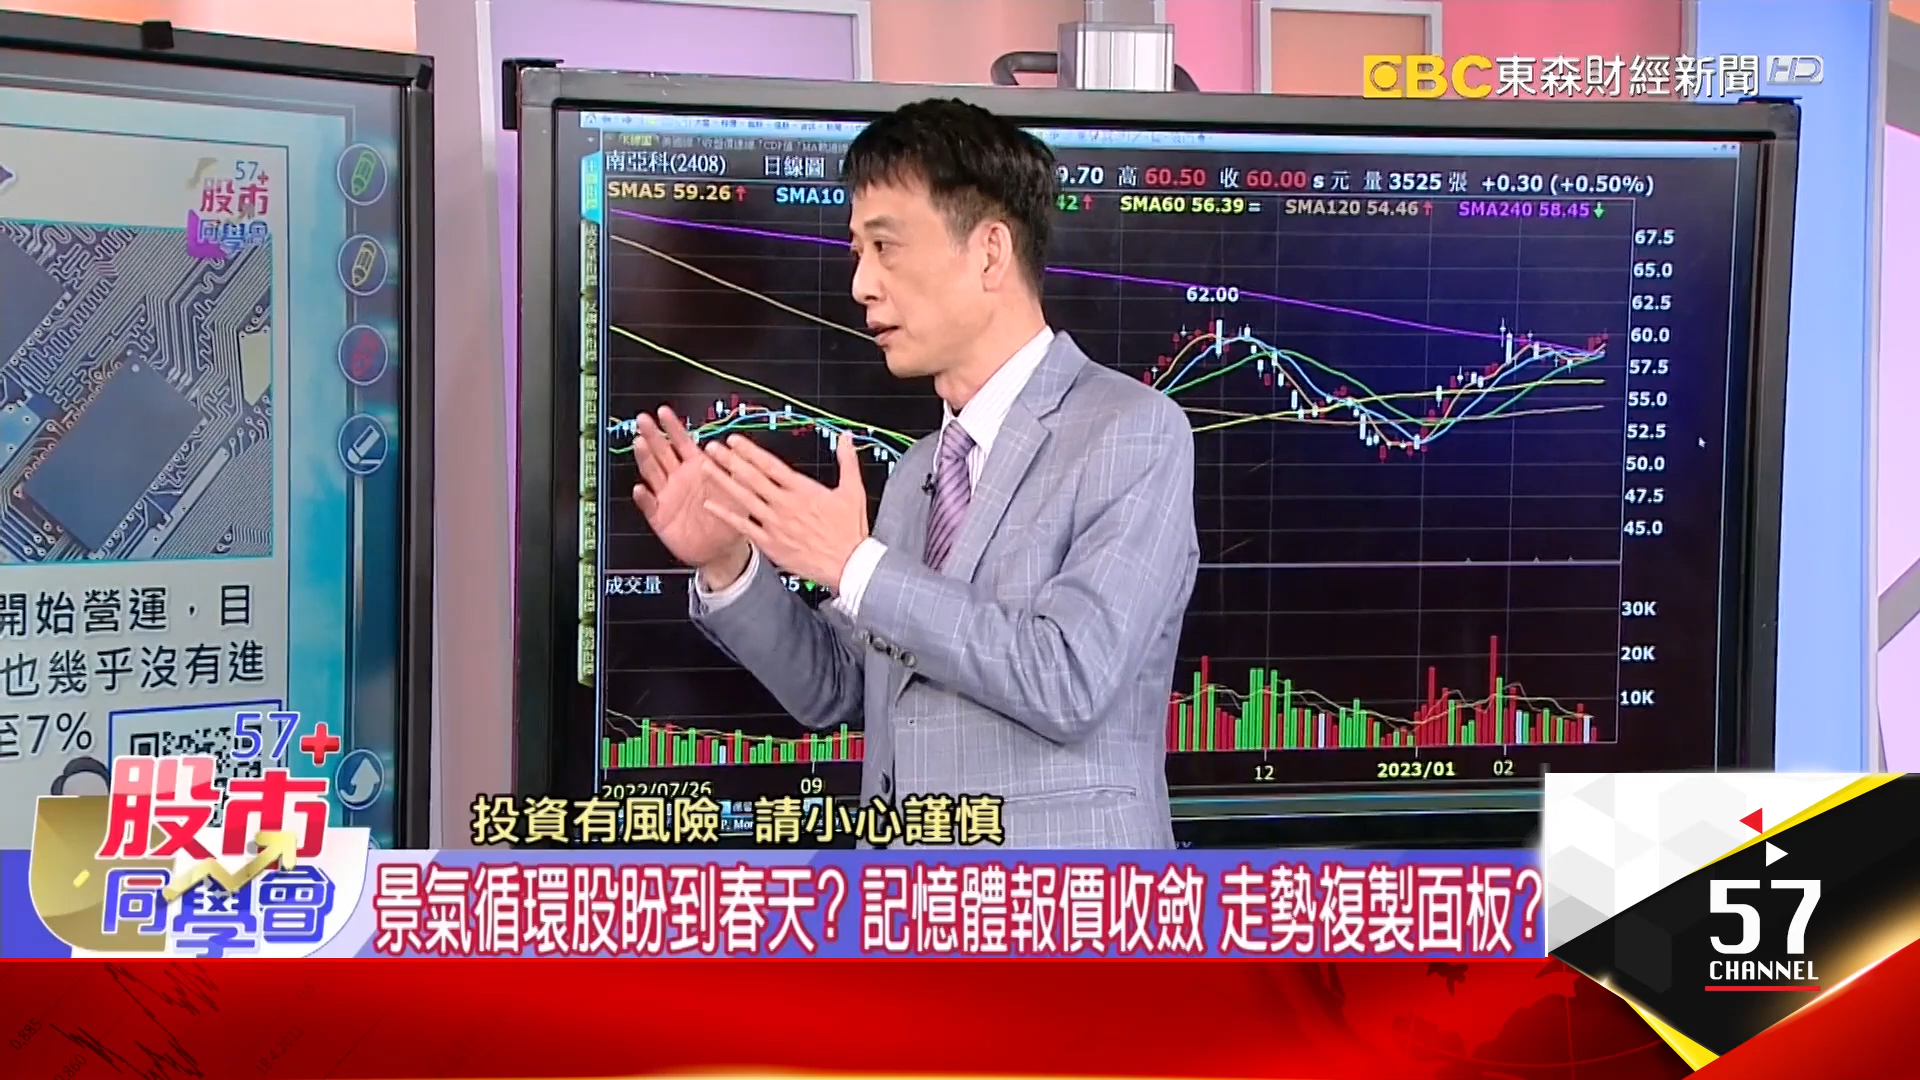 EBC東森財經新聞HD
57+
股市
同學會
南亞科(2408) 日線圖
9.70 高 60.50 收 60.00 s 元 量 3525 張 +0.30 (+0.50%)
SMA5 59.26↑ SMA10
42↑ SMA60 56.39= SMA120 54.46↑ SMA240 58.45↓
67.5
65.0
62.5
62.00
60.0
57.5
55.0
52.5
50.0
47.5
45.0
成交量
30K
20K
10K
2022/07/26 09
12 2023/01 02
開始營運，目
也幾乎沒有進
至7%
57+
股市
同學會
投資有風險 請小心謹慎
景氣循環股盼到春天? 記憶體報價收斂 走勢複製面板?
57
CHANNEL